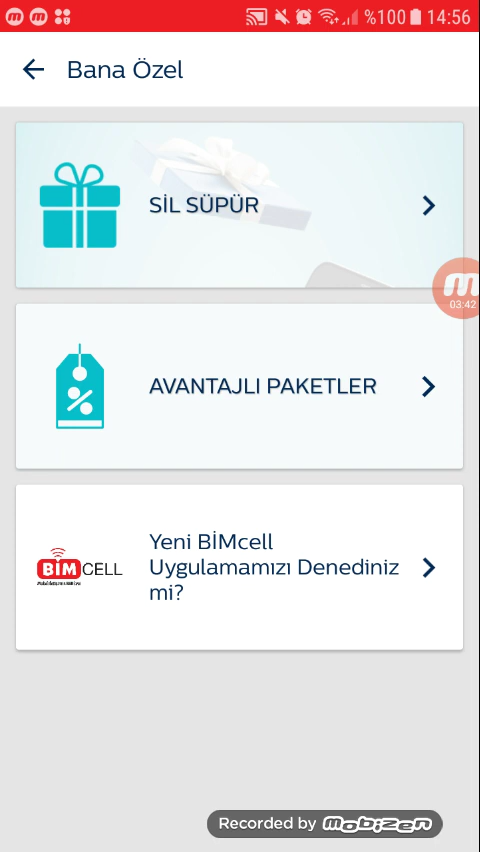 %100 14:56
Bana Özel
SİL SÜPÜR
03:42
AVANTAJLI PAKETLER
BİMCELL
Yeni BİMcell
Uygulamamızı Denediniz
mi?
Recorded by mobizen